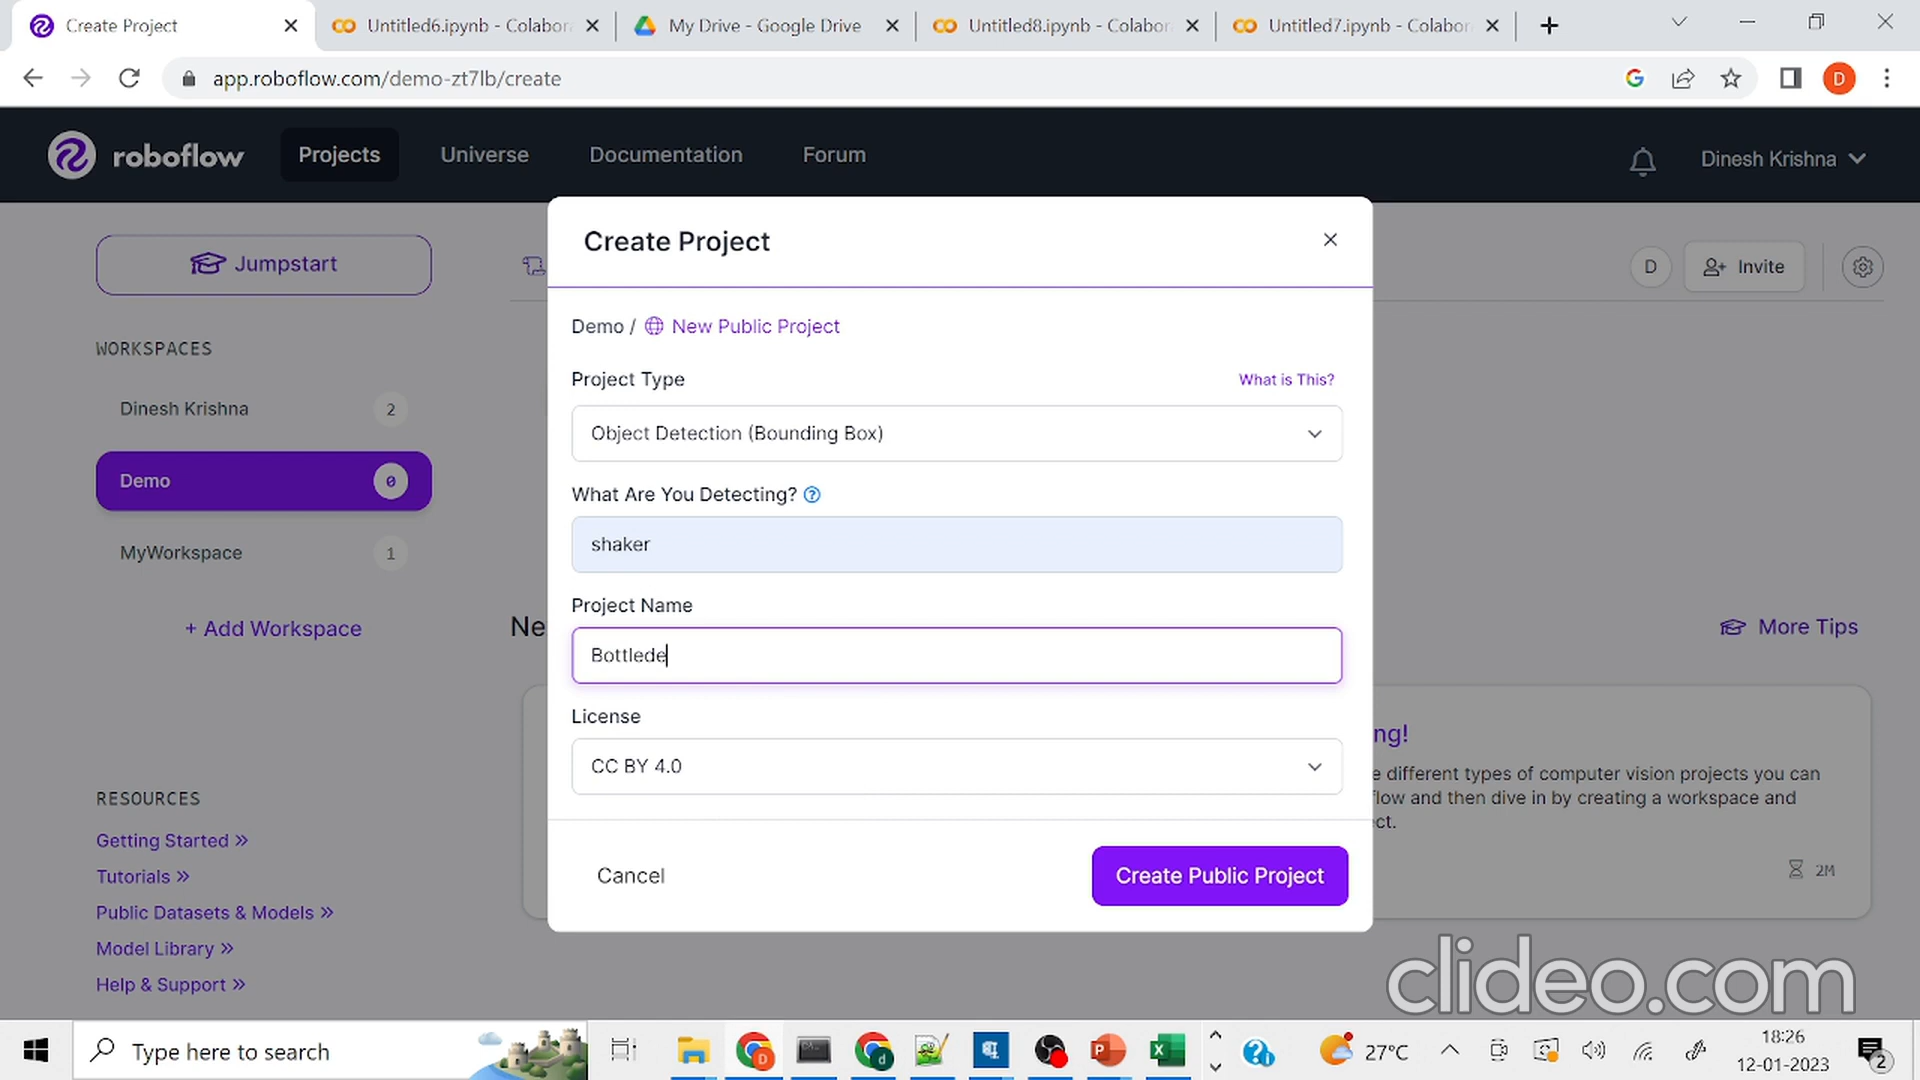 Create Project
Untitled6.ipynb - Colabor
My Drive - Google Drive
Untitled8.ipynb - Colabor
Untitled7.ipynb - Colabor
app.roboflow.com/demo-zt7lb/create
D
roboflow
Projects
Universe
Documentation
Forum
Dinesh Krishna
Create Project
Jumpstart
D
Invite
Demo / New Public Project
WORKSPACES
Project Type
What is This?
Dinesh Krishna 2
Object Detection (Bounding Box)
Demo 0
What Are You Detecting?
MyWorkspace 1
shaker
Project Name
+ Add Workspace
Ne
More Tips
Bottlede
License
ng!
CC BY 4.0
e different types of computer vision projects you can
flow and then dive in by creating a workspace and
ct.
RESOURCES
Getting Started »
Tutorials »
Public Datasets & Models »
Model Library »
Help & Support »
Cancel
Create Public Project
2M
clideo.com
Type here to search
27°C
18:26
12-01-2023
2